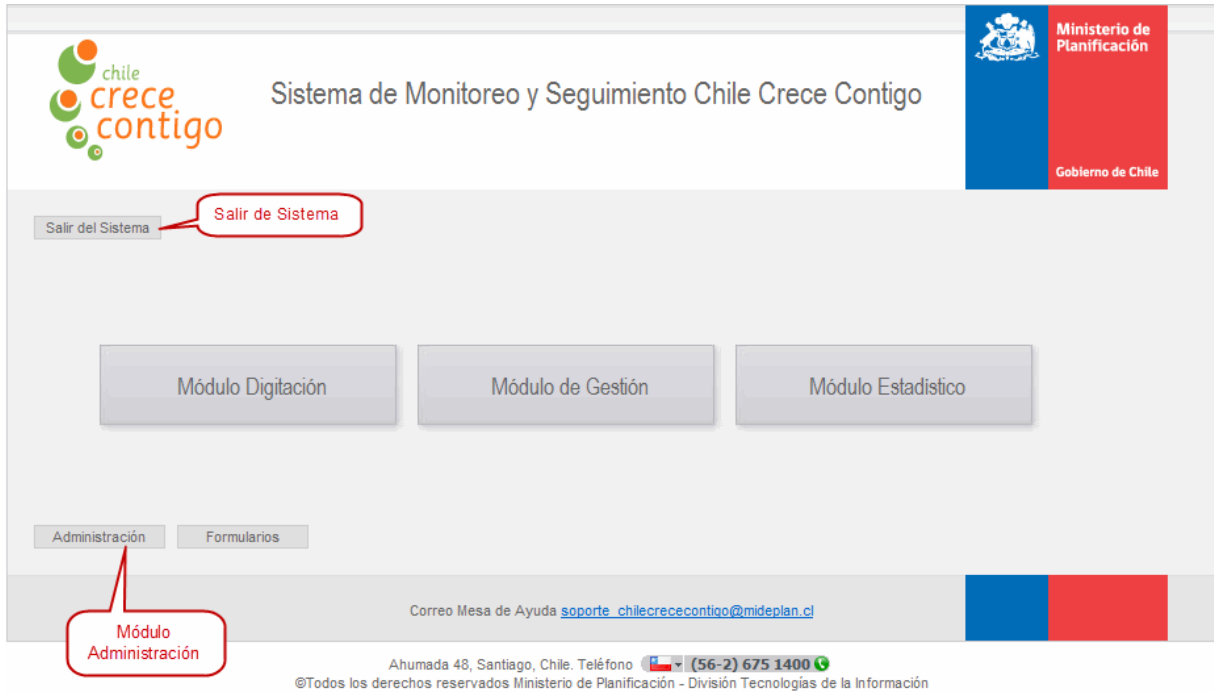 Ministerio de
Planificación
chile
crece
contigo
Sistema de Monitoreo y Seguimiento Chile Crece Contigo
Gobierno de Chile
Salir de Sistema
Salir del Sistema
Módulo Digitación
Módulo de Gestión
Módulo Estadístico
Administración
Formularios
Módulo
Administración
Correo Mesa de Ayuda soporte_chilecrececontigo@mideplan.cl
Ahumada 48, Santiago, Chile. Teléfono (56-2) 675 1400
©Todos los derechos reservados Ministerio de Planificación - División Tecnologías de la Información